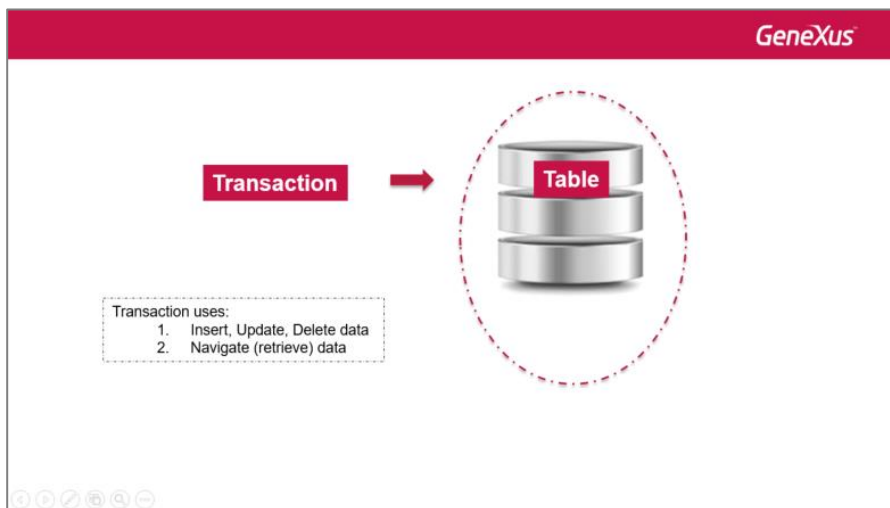 GeneXus
Transaction
Table
Transaction uses:
1. Insert, Update, Delete data
2. Navigate (retrieve) data